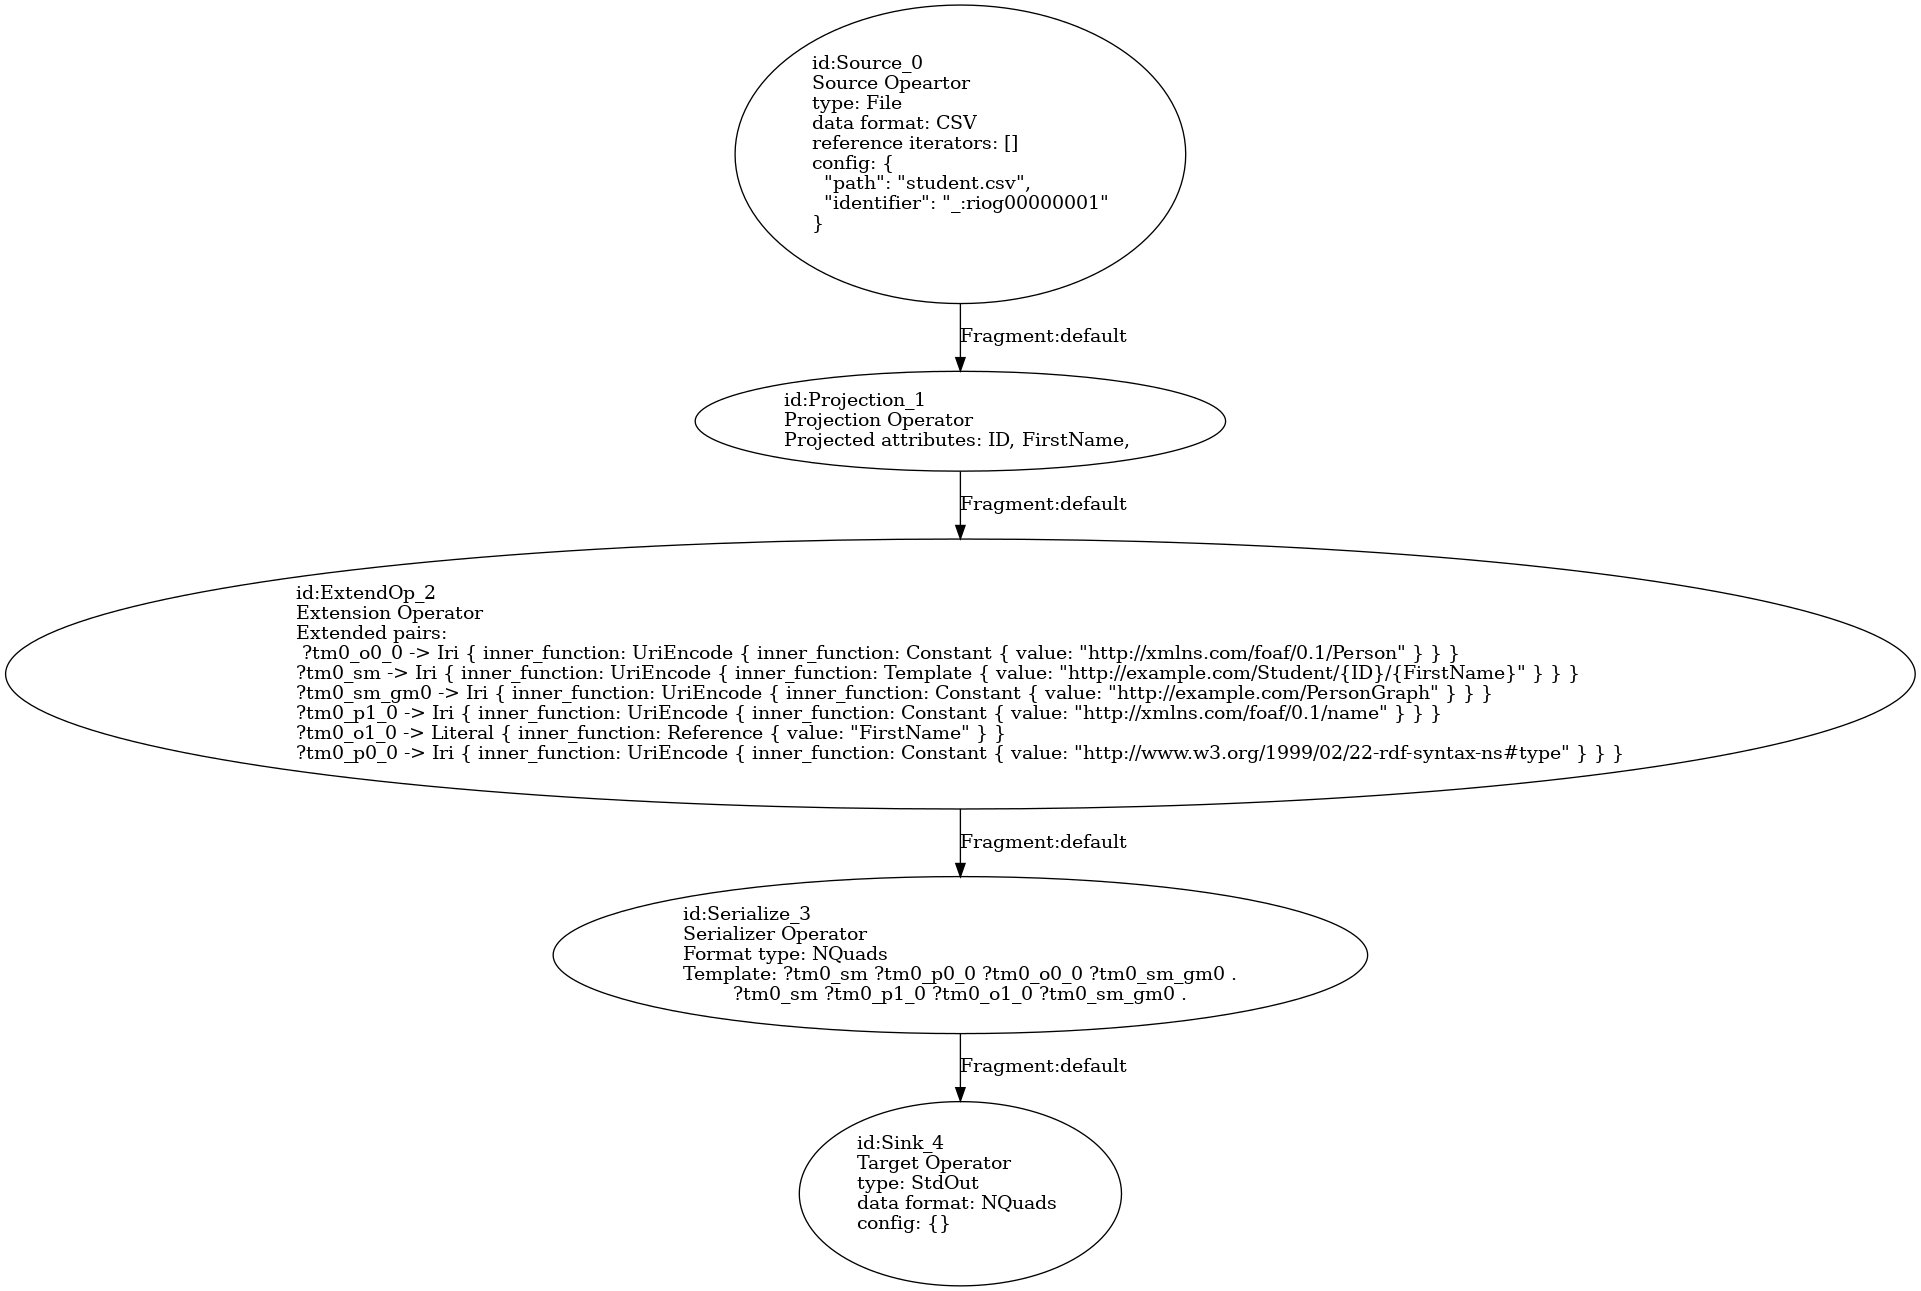 id:Source_0
Source Opeartor
type: File
data format: CSV
reference iterators: []
config: {
  "path": "student.csv",
  "identifier": "_:riog00000001"
}
Fragment:default
id:Projection_1
Projection Operator
Projected attributes: ID, FirstName,
Fragment:default
id:ExtendOp_2
Extension Operator
Extended pairs:
 ?tm0_o0_0 -> Iri { inner_function: UriEncode { inner_function: Constant { value: "http://xmlns.com/foaf/0.1/Person" } } }
?tm0_sm -> Iri { inner_function: UriEncode { inner_function: Template { value: "http://example.com/Student/{ID}/{FirstName}" } } }
?tm0_sm_gm0 -> Iri { inner_function: UriEncode { inner_function: Constant { value: "http://example.com/PersonGraph" } } }
?tm0_p1_0 -> Iri { inner_function: UriEncode { inner_function: Constant { value: "http://xmlns.com/foaf/0.1/name" } } }
?tm0_o1_0 -> Literal { inner_function: Reference { value: "FirstName" } }
?tm0_p0_0 -> Iri { inner_function: UriEncode { inner_function: Constant { value: "http://www.w3.org/1999/02/22-rdf-syntax-ns#type" } } }
Fragment:default
id:Serialize_3
Serializer Operator
Format type: NQuads
Template: ?tm0_sm ?tm0_p0_0 ?tm0_o0_0 ?tm0_sm_gm0 .
?tm0_sm ?tm0_p1_0 ?tm0_o1_0 ?tm0_sm_gm0 .
Fragment:default
id:Sink_4
Target Operator
type: StdOut
data format: NQuads
config: {}